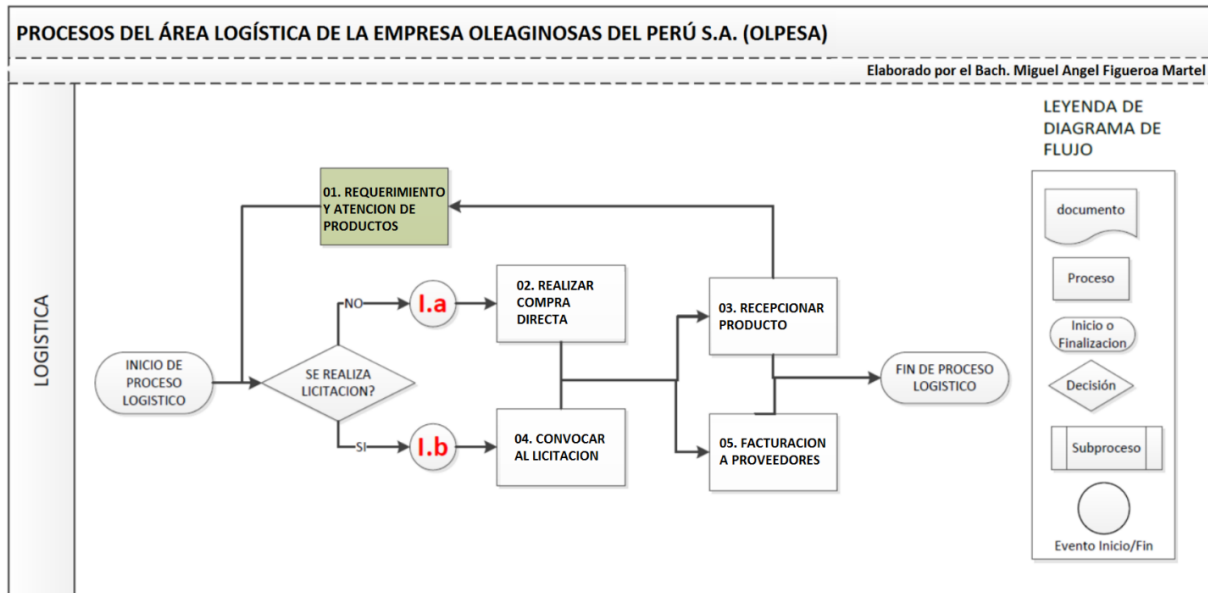 PROCESOS DEL ÁREA LOGÍSTICA DE LA EMPRESA OLEAGINOSAS DEL PERÚ S.A. (OLPESA)
Elaborado por el Bach. Miguel Angel Figueroa Martel
LOGISTICA
01. REQUERIMIENTO
Y ATENCION DE
PRODUCTOS
INICIO DE
PROCESO
LOGISTICO
SE REALIZA
LICITACION?
NO
I.a
02. REALIZAR
COMPRA
DIRECTA
SI
I.b
04. CONVOCAR
AL LICITACION
03. RECEPCIONAR
PRODUCTO
05. FACTURACION
A PROVEEDORES
FIN DE PROCESO
LOGISTICO
LEYENDA DE
DIAGRAMA DE
FLUJO
documento
Proceso
Inicio o
Finalizacion
Decisión
Subproceso
Evento Inicio/Fin